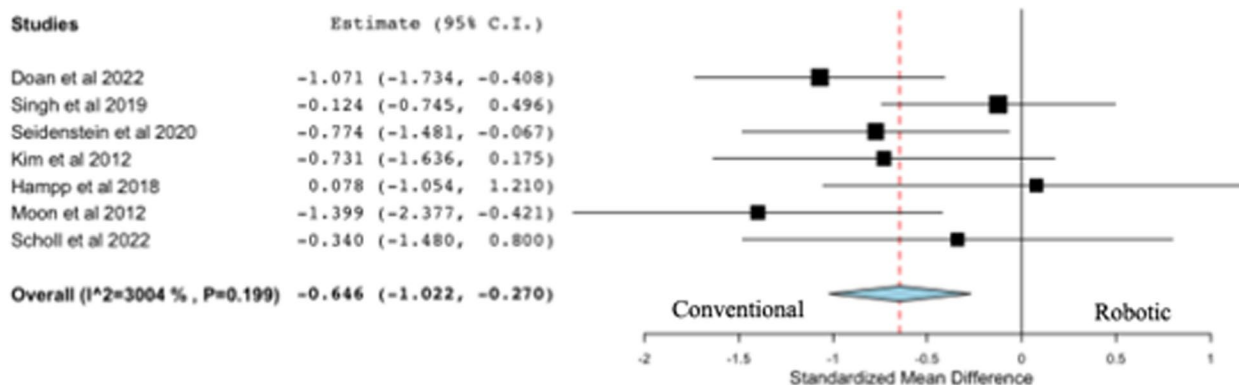 Studies Estimate (95% C.I.)
Doan et al 2022 -1.071 (-1.734, -0.408)
Singh et al 2019 -0.124 (-0.745, 0.496)
Seidenstein et al 2020 -0.774 (-1.481, -0.067)
Kim et al 2012 -0.731 (-1.636, 0.175)
Hampp et al 2018 0.078 (-1.054, 1.210)
Moon et al 2012 -1.399 (-2.377, -0.421)
Scholl et al 2022 -0.340 (-1.480, 0.800)
Overall (I^2=3004 % , P=0.199) -0.646 (-1.022, -0.270)
Conventional Robotic
-2 -1.5 -1 -0.5 0 0.5 1
Standardized Mean Difference